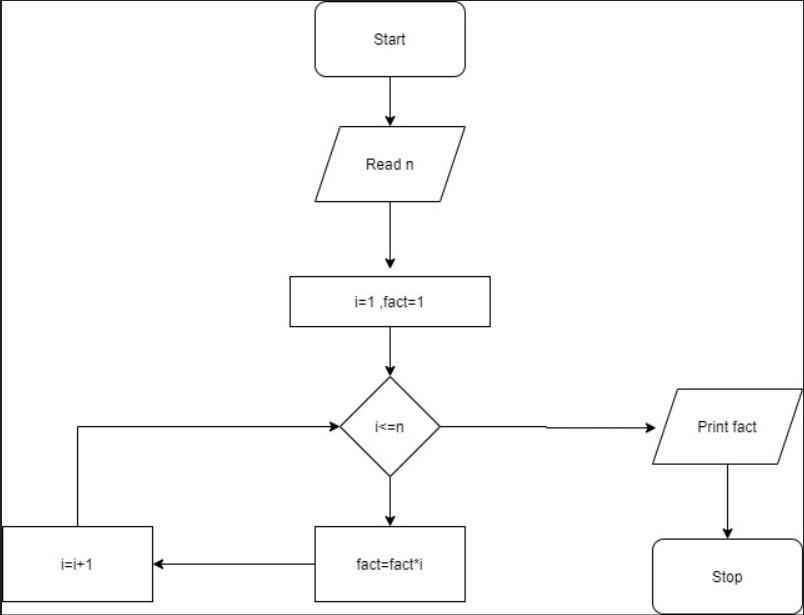 Start
Read n
i=1 ,fact=1
i<=n
Print fact
i=i+1
fact=fact*i
Stop